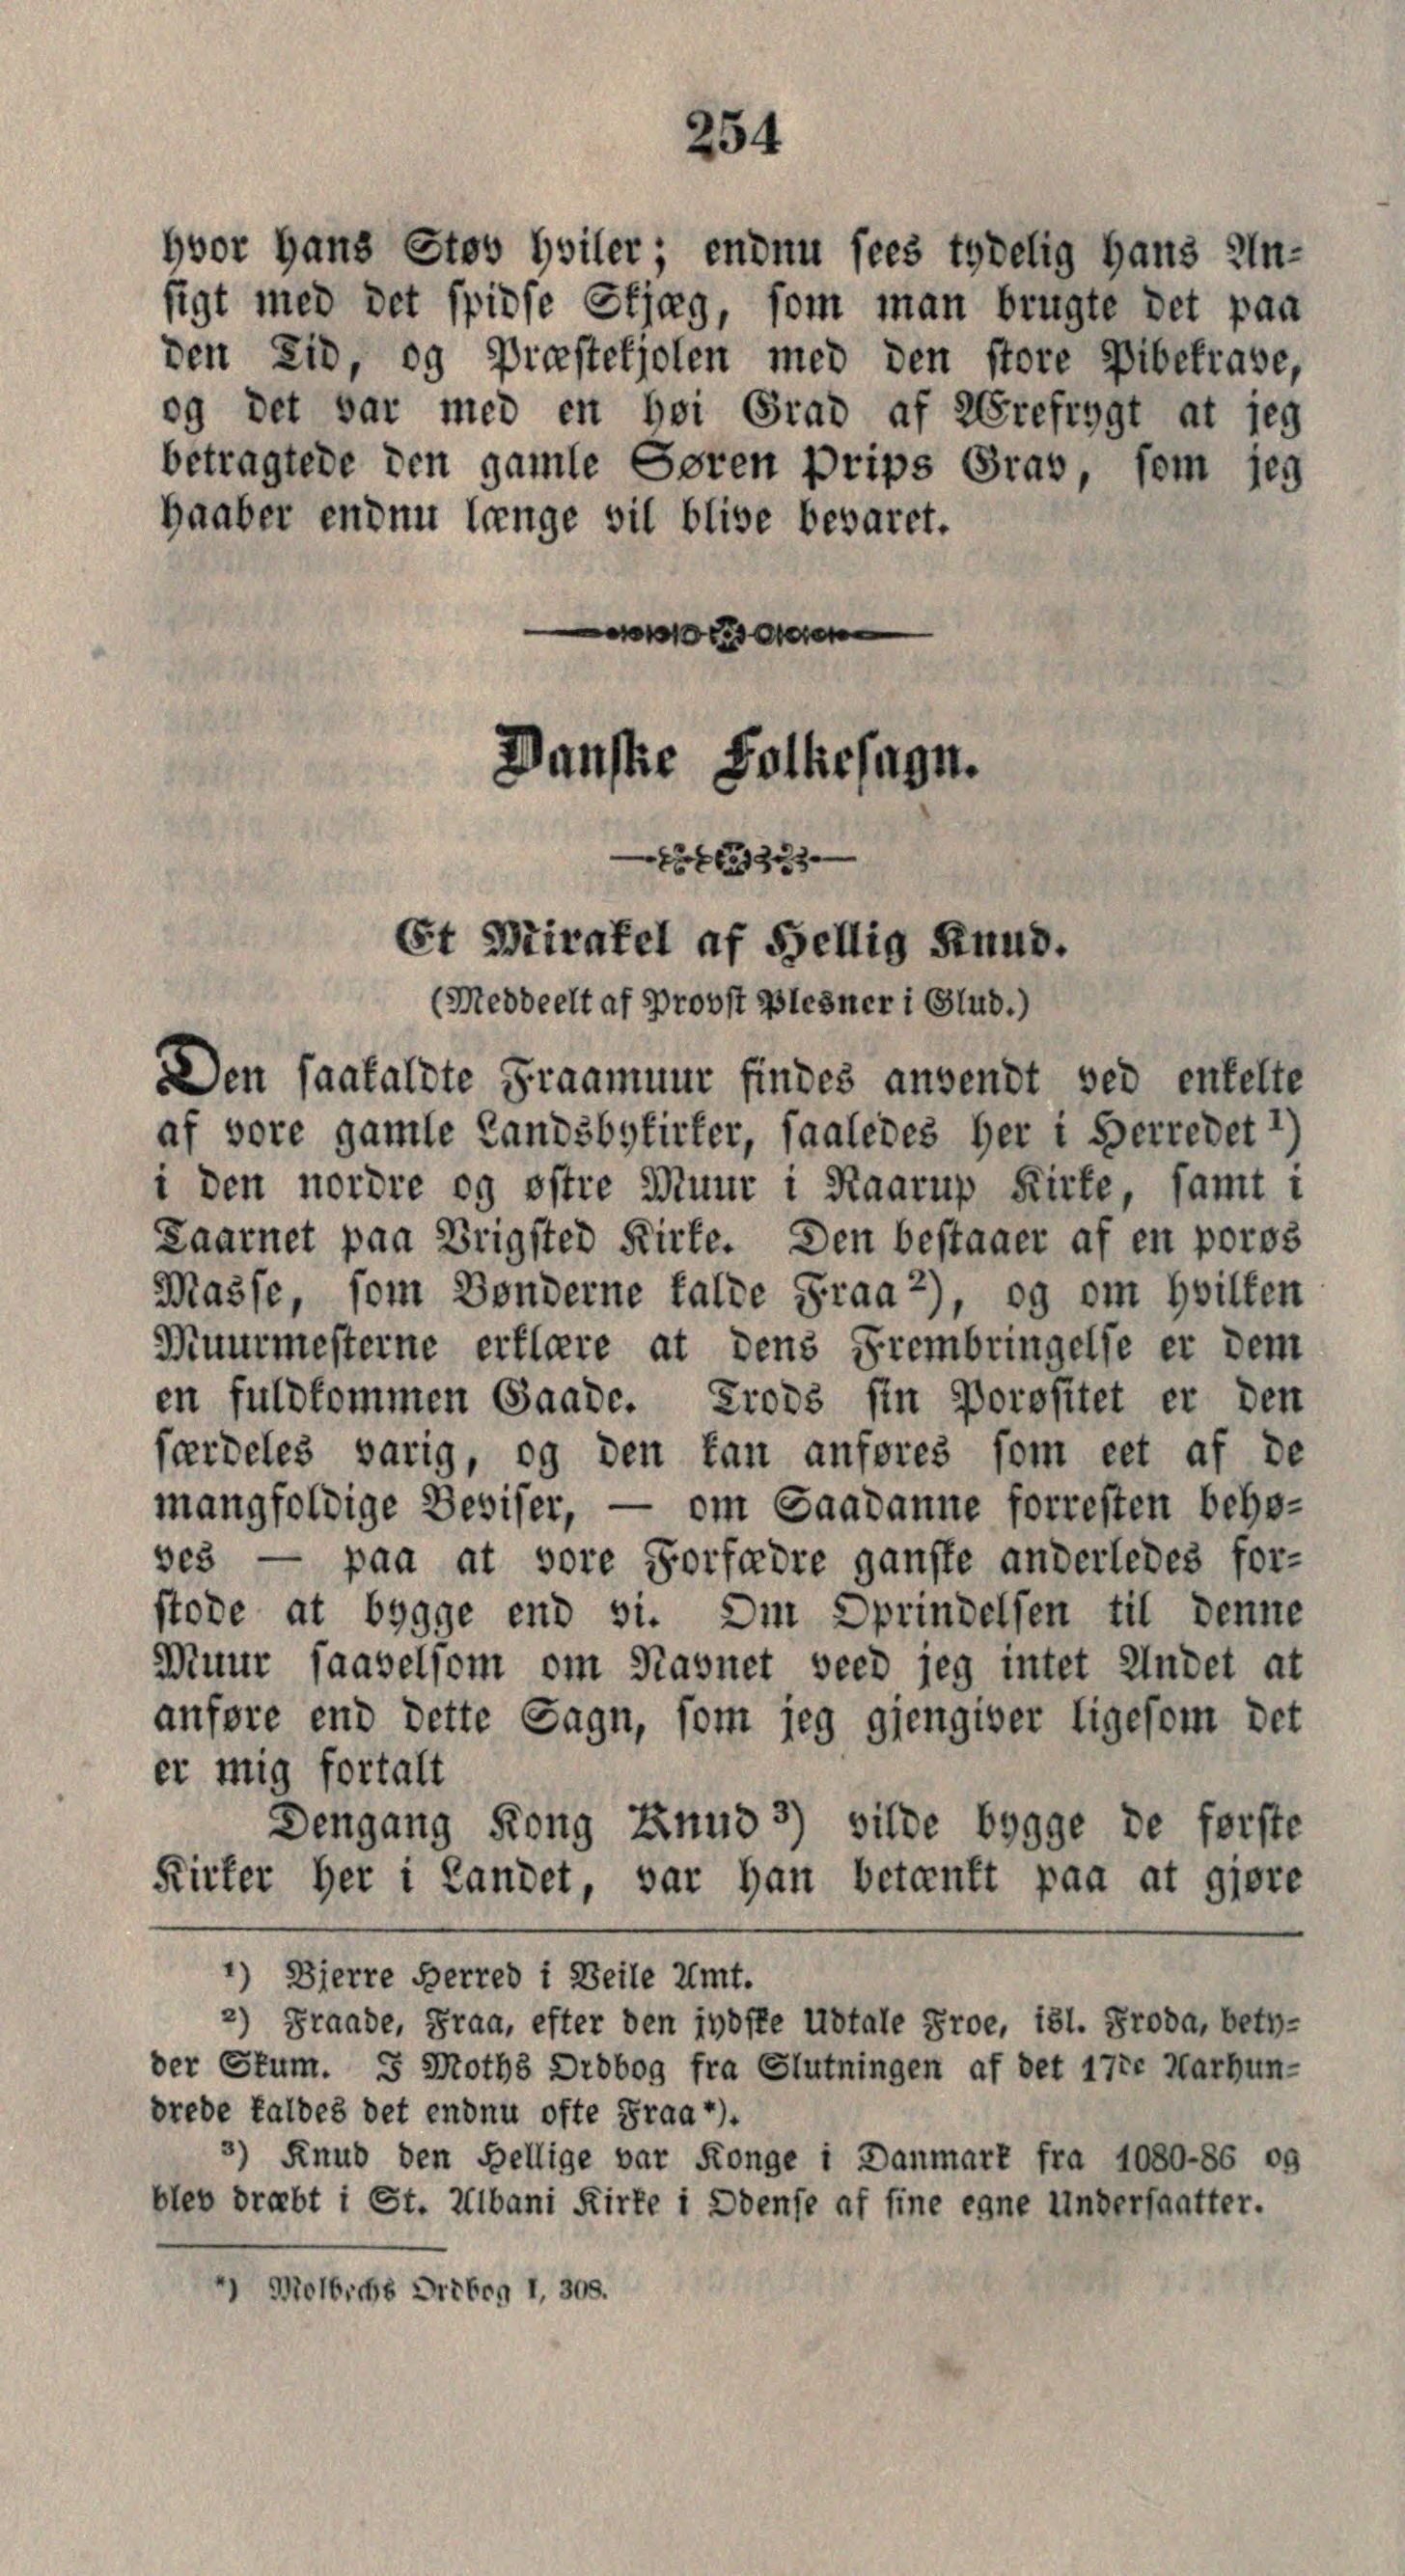 254
hvor hans Støv hviler; endnu sees tydelig hans An-
sigt med det spidse Skjæg, som man brugte det paa
den Tid, og Præstekjolen med den store Pibekrave,
og det var med en høi Grad af Ærefrygt at jeg
betragtede den gamle Søren Prips Grav, som jeg
haaber endnu længe vil blive bevaret.
Danske Folkesagn.
Et Mirakel af Hellig Knud.
(Meddeelt af Provst Plesner i Glud.)
Den saakaldte Fraamuur findes anvendt ved enkelte
af vore gamle Landsbykirker, saaledes her i Herredet ¹)
i den nordre og østre Muur i Raarup Kirke, samt i
Taarnet paa Vrigsted Kirke. Den bestaaer af en porøs
Masse, som Bønderne kalde Fraa ²), og om hvilken
Muurmesterne erklære at dens Frembringelse er dem
en fuldkommen Gaade. Trods sin Porøsitet er den
særdeles varig, og den kan anføres som eet af de
mangfoldige Beviser, — om Saadanne forresten behø-
ves — paa at vore Forfædre ganske anderledes for-
stode at bygge end vi. Om Oprindelsen til denne
Muur saavelsom om Navnet veed jeg intet Andet at
anføre end dette Sagn, som jeg gjengiver ligesom det
er mig fortalt
Dengang Kong Knud ³) vilde bygge de første
Kirker her i Landet, var han betænkt paa at gjøre
¹) Bjerre Herred i Veile Amt.
²) Fraade, Fraa, efter den jydske Udtale Froe, isl. Froda, bety-
der Skum. I Moths Ordbog fra Slutningen af det 17de Aarhun-
drede kaldes det endnu ofte Fraa *).
³) Knud den Hellige var Konge i Danmark fra 1080-86 og
blev dræbt i St. Albani Kirke i Odense af sine egne Undersaatter.
*) Molbechs Ordbog I, 308.